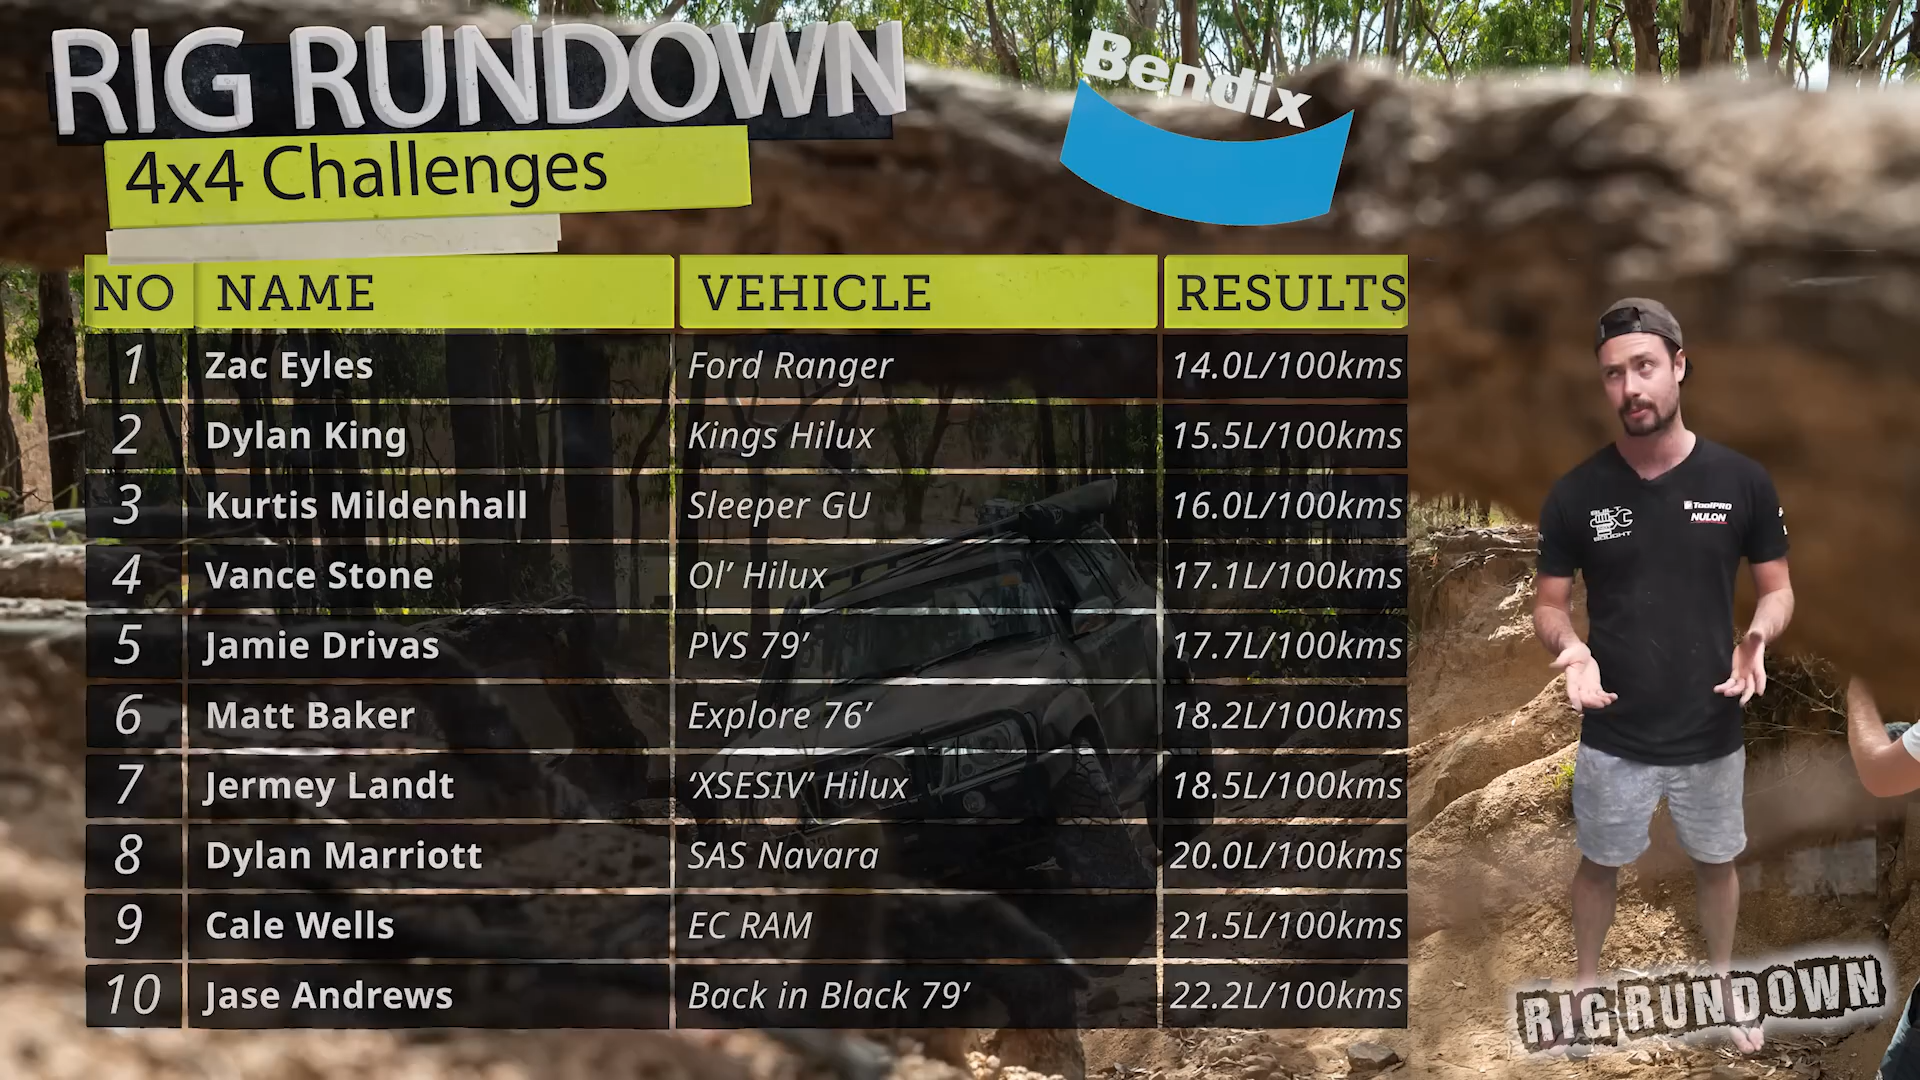 RIG RUNDOWN
Bendix
4x4 Challenges
NO NAME VEHICLE RESULTS
1 Zac Eyles Ford Ranger 14.0L/100kms
2 Dylan King Kings Hilux 15.5L/100kms
3 Kurtis Mildenhall Sleeper GU 16.0L/100kms
4 Vance Stone Ol’ Hilux 17.1L/100kms
5 Jamie Drivas PVS 79’ 17.7L/100kms
6 Matt Baker Explore 76’ 18.2L/100kms
7 Jermey Landt ‘XSESIV’ Hilux 18.5L/100kms
8 Dylan Marriott SAS Navara 20.0L/100kms
9 Cale Wells EC RAM 21.5L/100kms
10 Jase Andrews Back in Black 79’ 22.2L/100kms
ToolPRO
NULON
RIG RUNDOWN